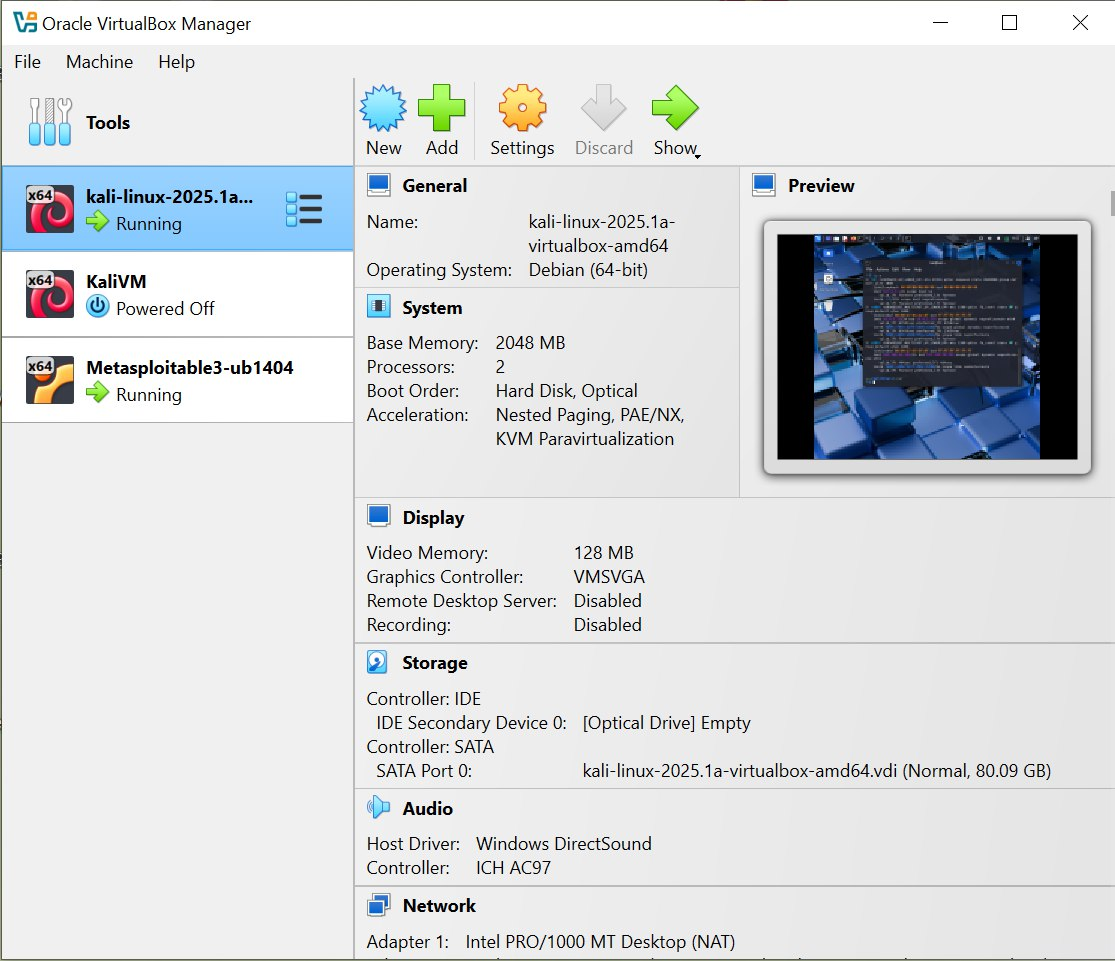 Oracle VirtualBox Manager
File Machine Help
Tools
New Add Settings Discard Show
x64
kali-linux-2025.1a...
Running
x64
KaliVM
Powered Off
x64
Metasploitable3-ub1404
Running
General
Name: kali-linux-2025.1a-
virtualbox-amd64
Operating System: Debian (64-bit)
Preview
System
Base Memory: 2048 MB
Processors: 2
Boot Order: Hard Disk, Optical
Acceleration: Nested Paging, PAE/NX,
KVM Paravirtualization
Display
Video Memory: 128 MB
Graphics Controller: VMSVGA
Remote Desktop Server: Disabled
Recording: Disabled
Storage
Controller: IDE
IDE Secondary Device 0: [Optical Drive] Empty
Controller: SATA
SATA Port 0: kali-linux-2025.1a-virtualbox-amd64.vdi (Normal, 80.09 GB)
Audio
Host Driver: Windows DirectSound
Controller: ICH AC97
Network
Adapter 1: Intel PRO/1000 MT Desktop (NAT)